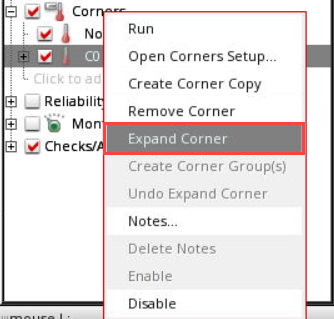 Corners
Run
No
Open Corners Setup...
C0
Create Corner Copy
Click to ad
Remove Corner
Reliability
Expand Corner
Mon
Create Corner Group(s)
Checks/A
Undo Expand Corner
Notes...
Delete Notes
Enable
Disable
mouse L: